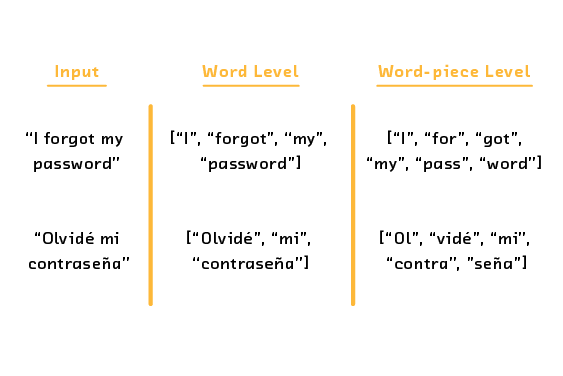 Input
Word Level
Word-piece Level
“I forgot my
password”
[“I”, “forgot”, “my”,
“password”]
[“I”, “for”, “got”,
“my”, “pass”, “word”]
“Olvidé mi
contraseña”
[“Olvidé”, “mi”,
“contraseña”]
[“Ol”, “vidé”, “mi”,
“contra”, ”seña”]